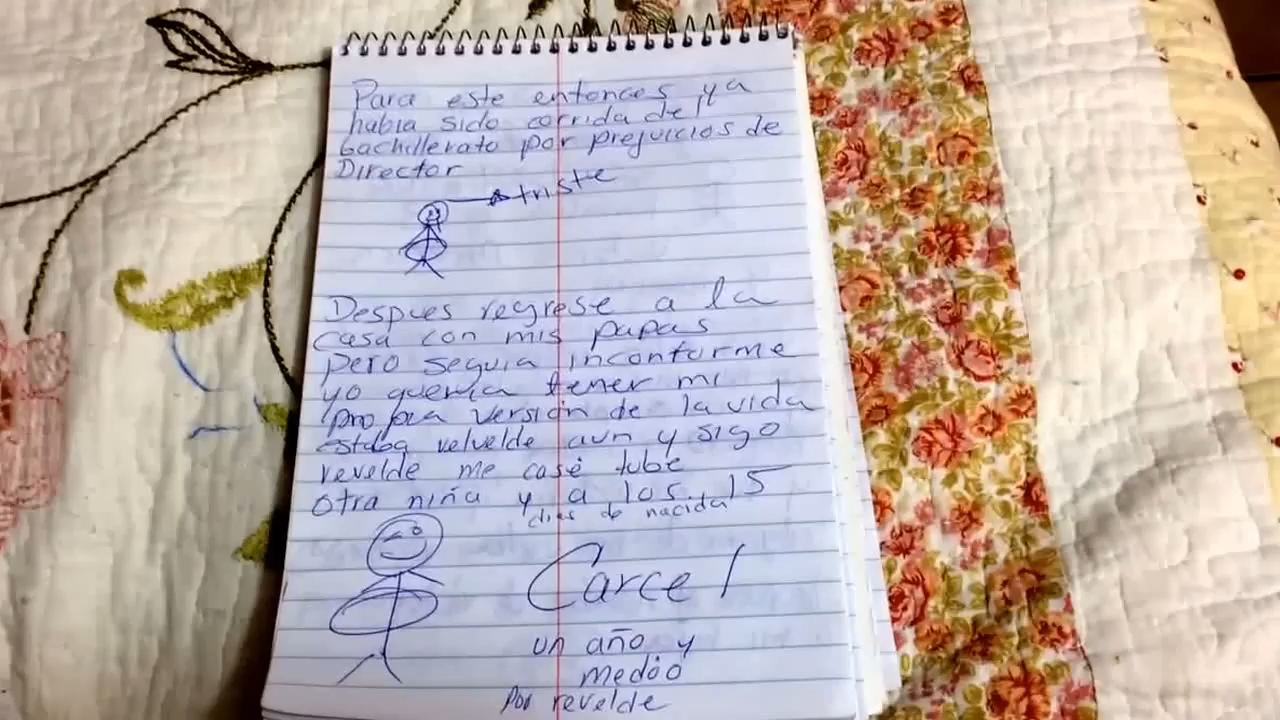 Para este entonces ya
habia sido corrida del
bachillerato por prejuicios de
Director
triste
Despues regrese a la
casa con mis papas
pero seguia inconforme
yo queria tener mi
propia versión de la vida
estaba velvelde aun y sigo
revelde me casé tube
otra niña y a los 15
dias de nacida
Carcel
un año y
medio
Por revelde